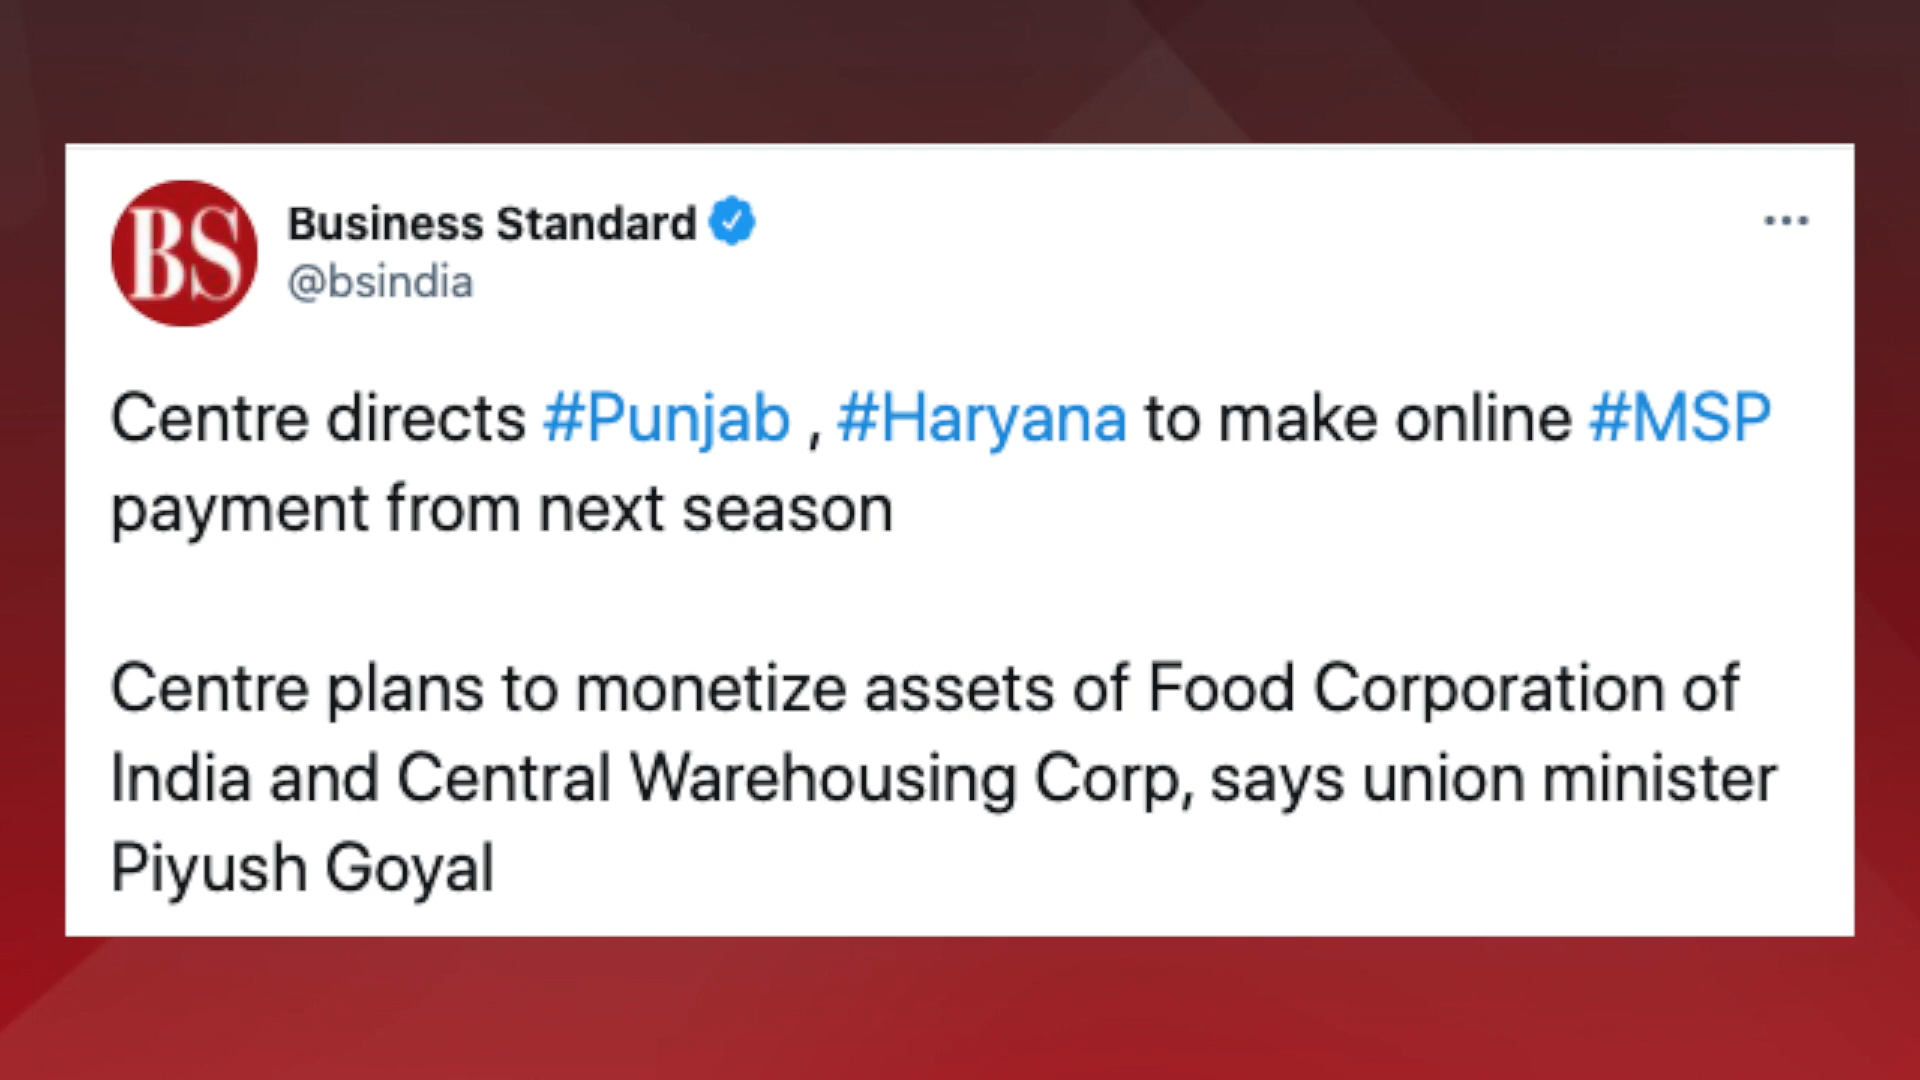 BS
Business Standard
@bsindia
Centre directs #Punjab , #Haryana to make online #MSP
payment from next season
Centre plans to monetize assets of Food Corporation of
India and Central Warehousing Corp, says union minister
Piyush Goyal